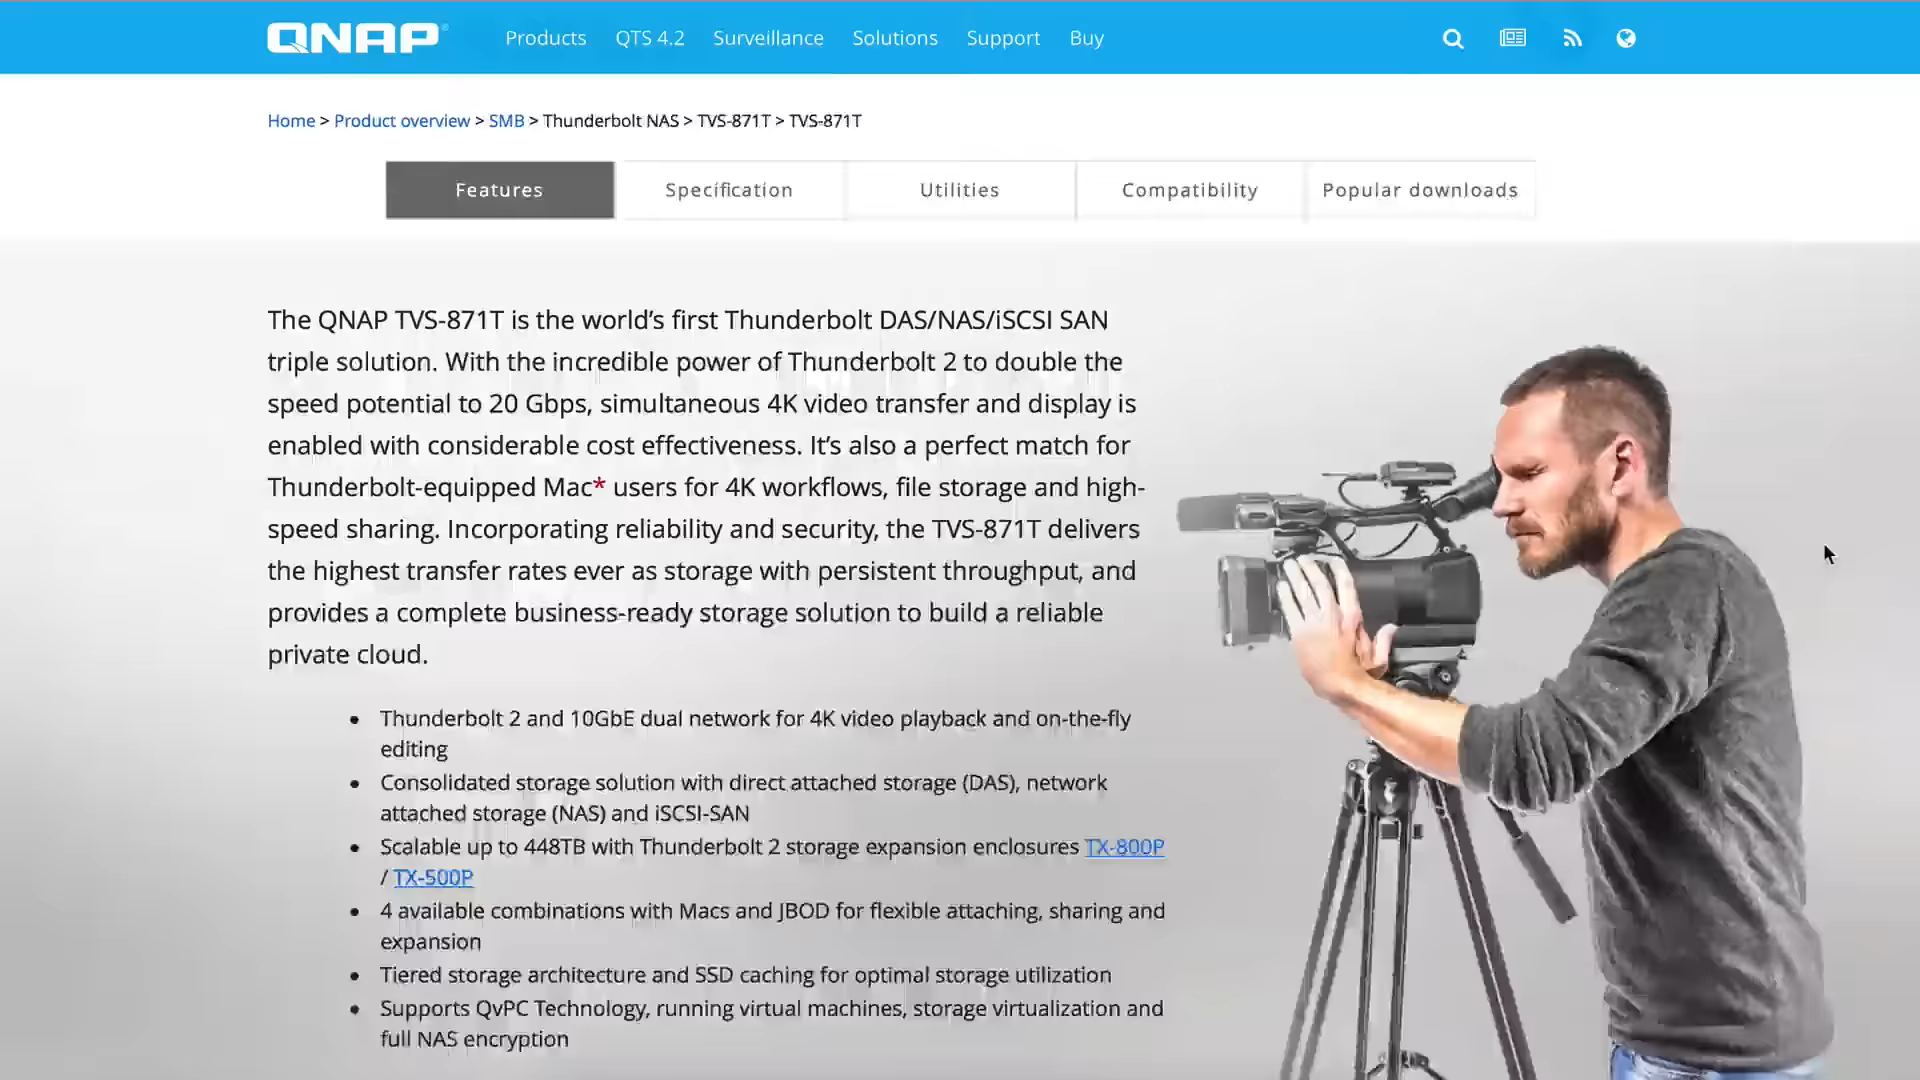 QNAP Products QTS 4.2 Surveillance Solutions Support Buy
Home > Product overview > SMB > Thunderbolt NAS > TVS-871T > TVS-871T
Features Specification Utilities Compatibility Popular downloads
The QNAP TVS-871T is the world’s first Thunderbolt DAS/NAS/iSCSI SAN
triple solution. With the incredible power of Thunderbolt 2 to double the
speed potential to 20 Gbps, simultaneous 4K video transfer and display is
enabled with considerable cost effectiveness. It’s also a perfect match for
Thunderbolt-equipped Mac* users for 4K workflows, file storage and high-
speed sharing. Incorporating reliability and security, the TVS-871T delivers
the highest transfer rates ever as storage with persistent throughput, and
provides a complete business-ready storage solution to build a reliable
private cloud.
• Thunderbolt 2 and 10GbE dual network for 4K video playback and on-the-fly
editing
• Consolidated storage solution with direct attached storage (DAS), network
attached storage (NAS) and iSCSI-SAN
• Scalable up to 448TB with Thunderbolt 2 storage expansion enclosures TX-800P
/ TX-500P
• 4 available combinations with Macs and JBOD for flexible attaching, sharing and
expansion
• Tiered storage architecture and SSD caching for optimal storage utilization
• Supports QvPC Technology, running virtual machines, storage virtualization and
full NAS encryption